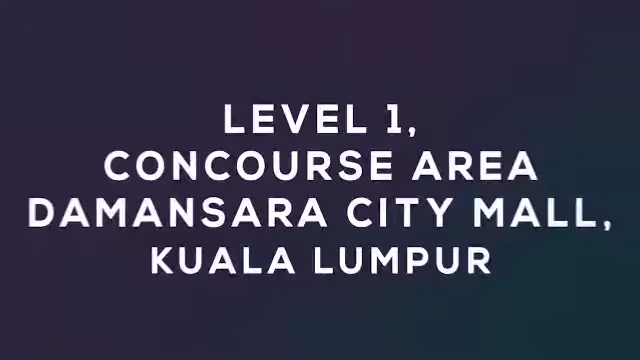 LEVEL 1,
CONCOURSE AREA
DAMANSARA CITY MALL,
KUALA LUMPUR